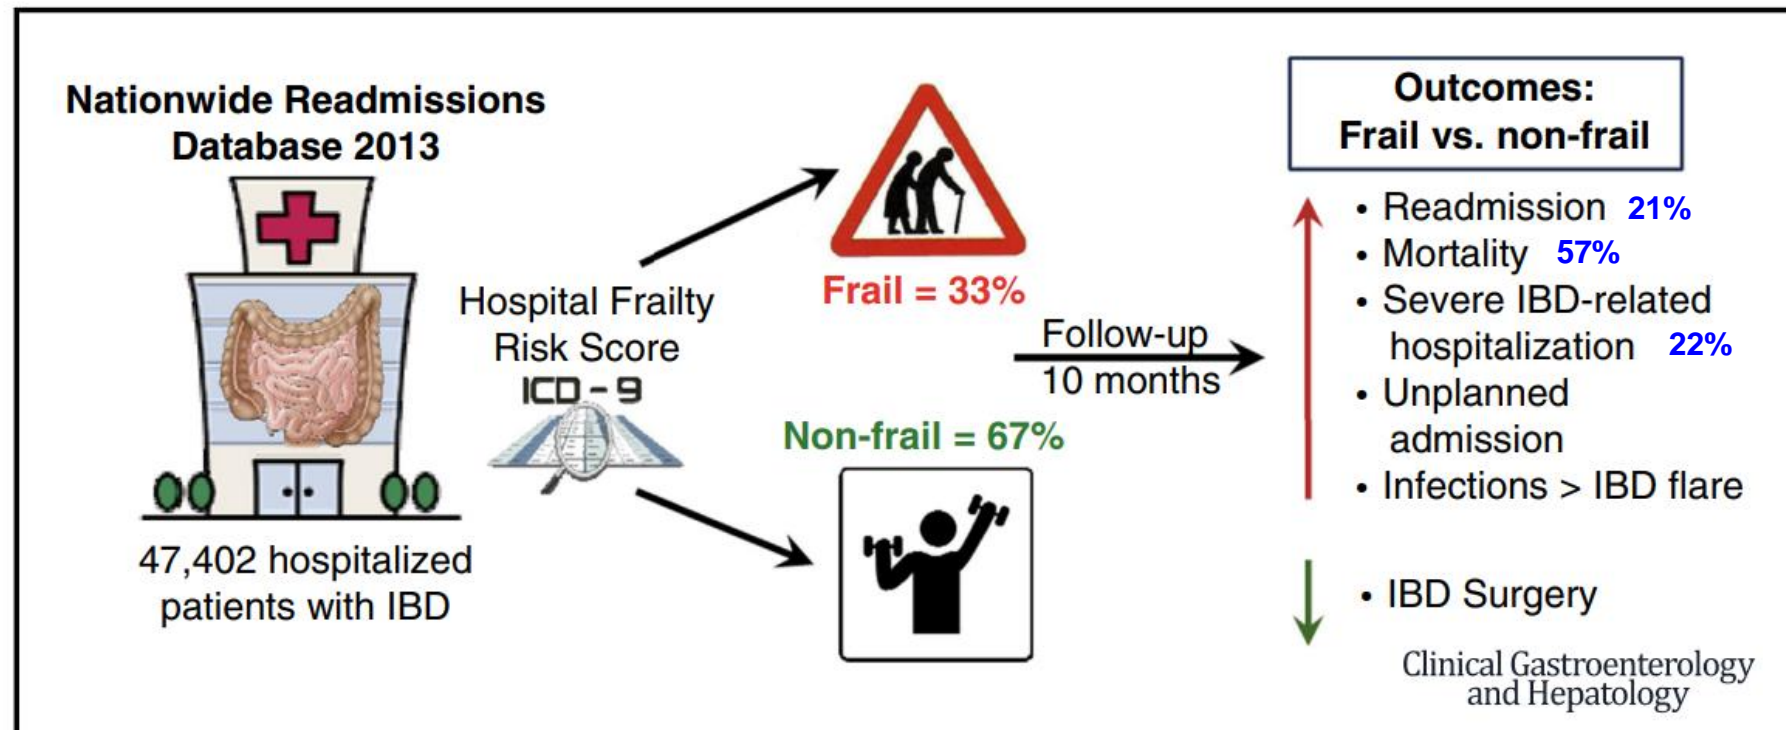 Nationwide Readmissions
Database 2013
47,402 hospitalized
patients with IBD
Hospital Frailty
Risk Score
ICD - 9
Frail = 33%
Non-frail = 67%
Follow-up
10 months
Outcomes:
Frail vs. non-frail
• Readmission 21%
• Mortality 57%
• Severe IBD-related
hospitalization 22%
• Unplanned
admission
• Infections > IBD flare
• IBD Surgery
Clinical Gastroenterology
and Hepatology